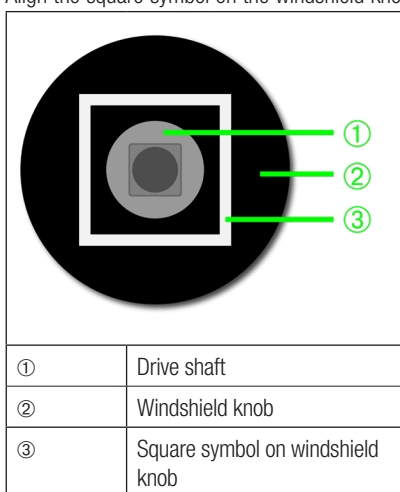 Align the square symbol on the windshield kno
①
②
③
① Drive shaft
② Windshield knob
③ Square symbol on windshield
knob